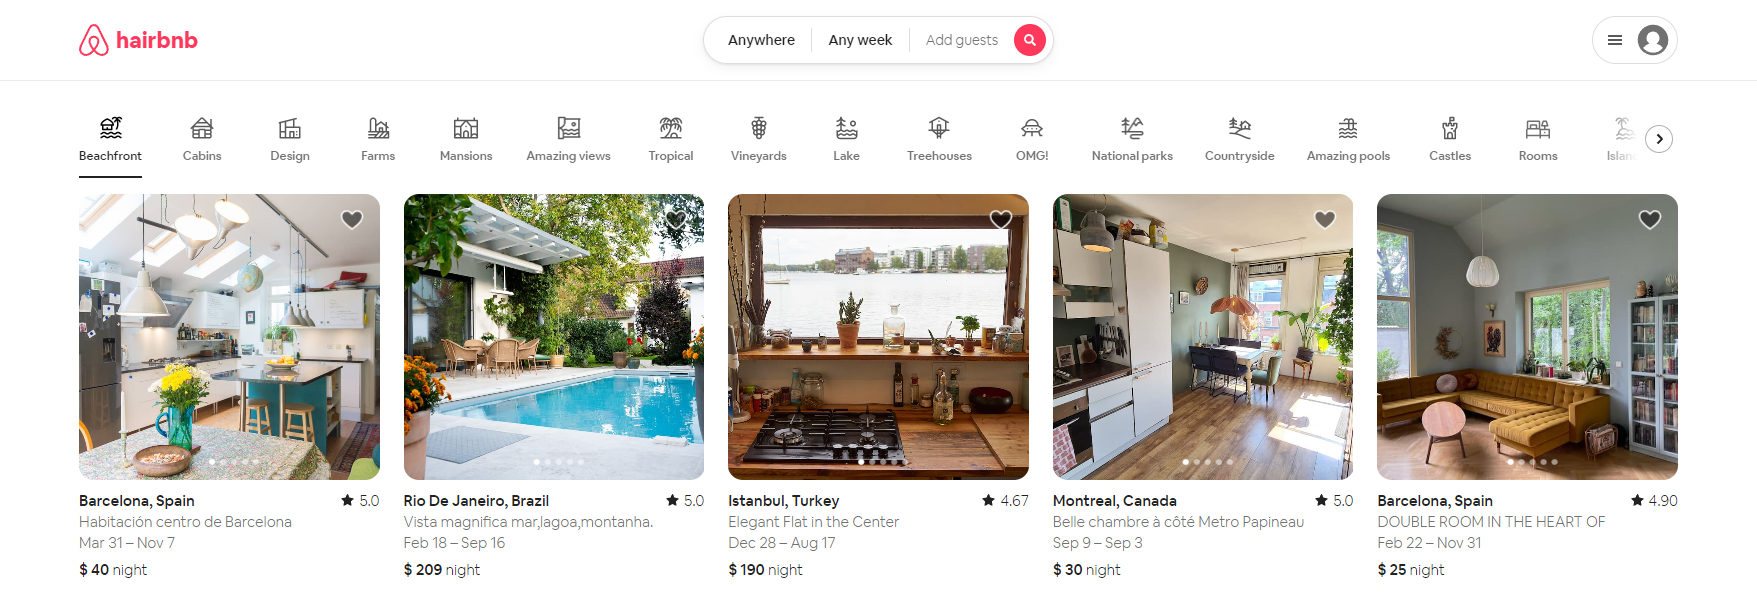 hairbnb
Anywhere
Any week
Add guests
Beachfront
Cabins
Design
Farms
Mansions
Amazing views
Tropical
Vineyards
Lake
Treehouses
OMG!
National parks
Countryside
Amazing pools
Castles
Rooms
Barcelona, Spain
5.0
Habitación centro de Barcelona
Mar 31 – Nov 7
$ 40 night
Rio De Janeiro, Brazil
5.0
Vista magnifica mar,lagoa,montanha.
Feb 18 – Sep 16
$ 209 night
Istanbul, Turkey
4.67
Elegant Flat in the Center
Dec 28 – Aug 17
$ 190 night
Montreal, Canada
5.0
Belle chambre à côté Metro Papineau
Sep 9 – Sep 3
$ 30 night
Barcelona, Spain
4.90
DOUBLE ROOM IN THE HEART OF
Feb 22 – Nov 31
$ 25 night